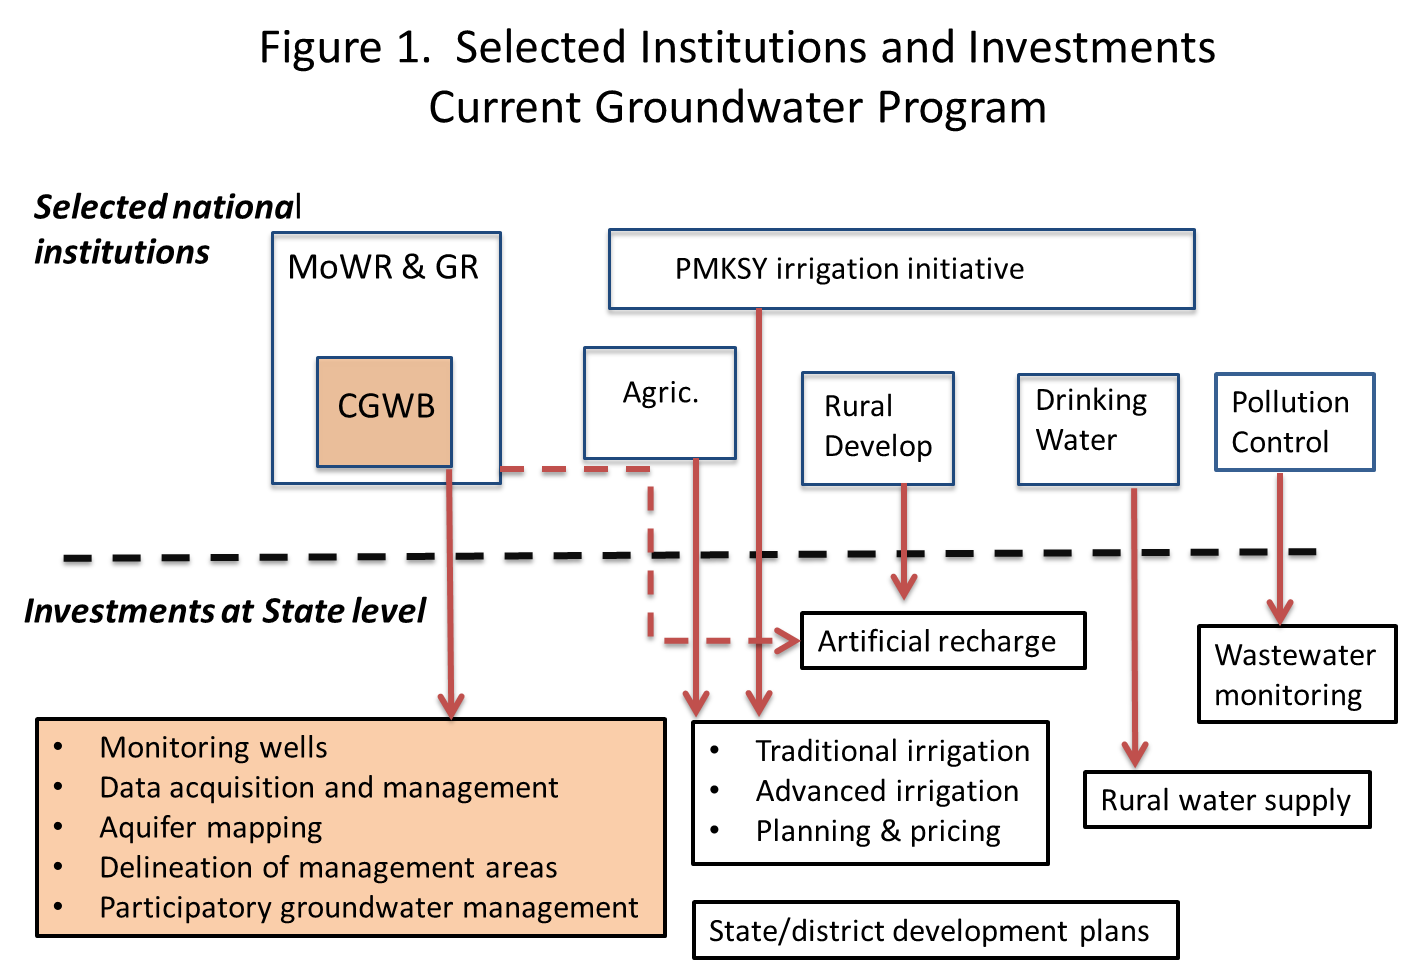 Figure 1. Selected Institutions and Investments
Current Groundwater Program
Selected national
institutions
MoWR & GR
CGWB
PMKSY irrigation initiative
Agric.
Rural
Develop
Drinking
Water
Pollution
Control
Investments at State level
Artificial recharge
Wastewater
monitoring
• Monitoring wells
• Data acquisition and management
• Aquifer mapping
• Delineation of management areas
• Participatory groundwater management
• Traditional irrigation
• Advanced irrigation
• Planning & pricing
Rural water supply
State/district development plans